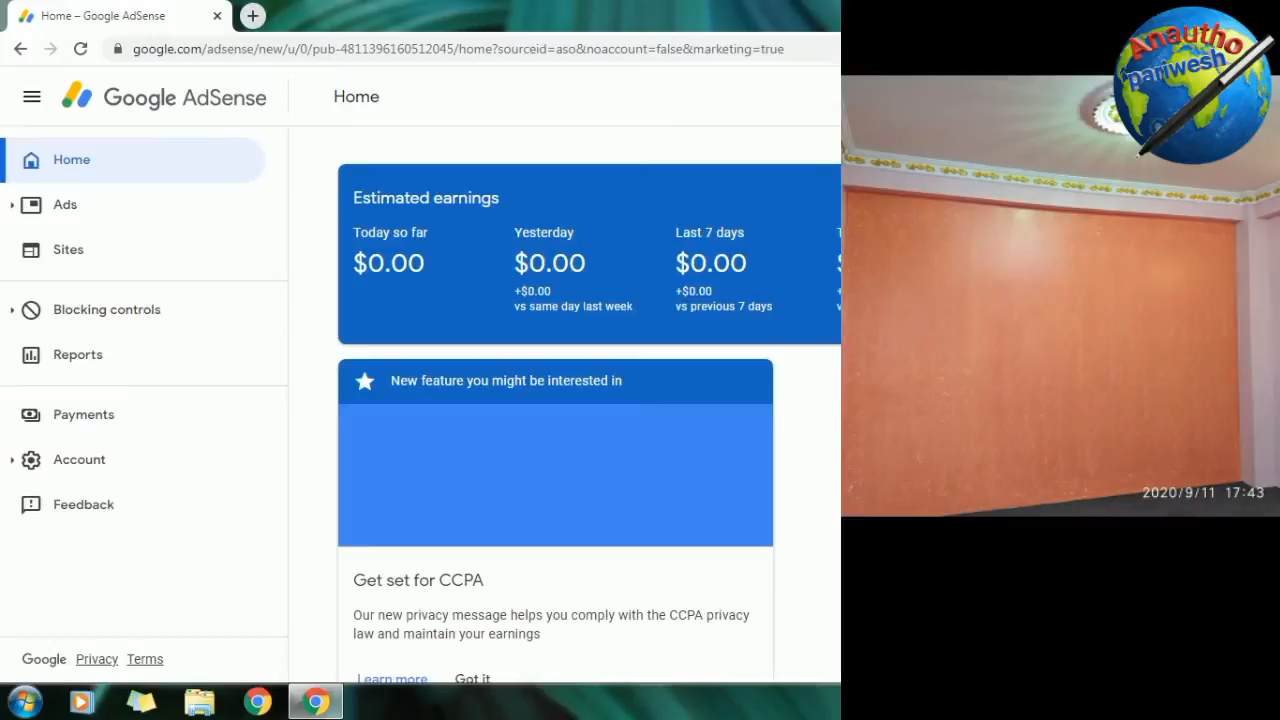 Home – Google AdSense
google.com/adsense/new/u/0/pub-4811396160512045/home?sourceid=aso&noaccount=false&marketing=true
Google AdSense
Home
Home
Ads
Sites
Blocking controls
Reports
Payments
Account
Feedback
Google Privacy Terms
Estimated earnings
Today so far
$0.00
Yesterday
$0.00
+$0.00
vs same day last week
Last 7 days
$0.00
+$0.00
vs previous 7 days
New feature you might be interested in
Get set for CCPA
Our new privacy message helps you comply with the CCPA privacy
law and maintain your earnings
Learn more Got it
Anautho
pariwesh
2020/9/11 17:43